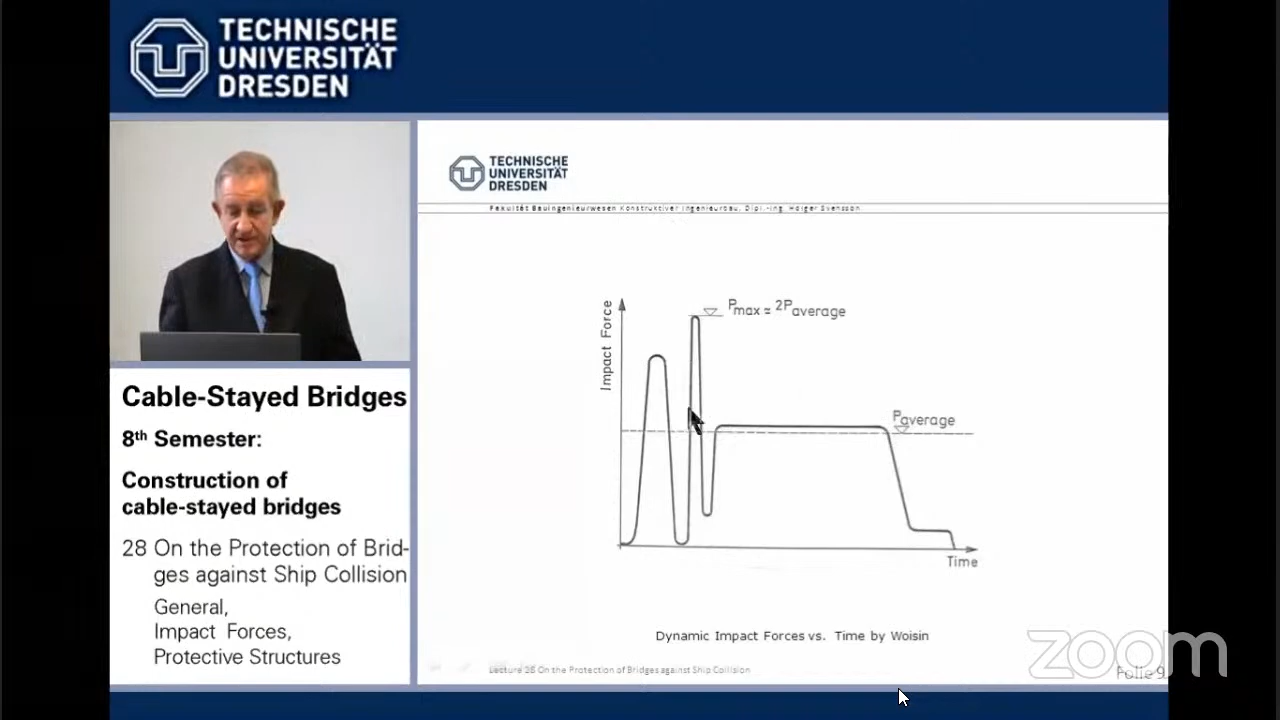 TECHNISCHE
UNIVERSITÄT
DRESDEN
Cable-Stayed Bridges
8th Semester:
Construction of
cable-stayed bridges
28 On the Protection of Brid-
ges against Ship Collision
General,
Impact Forces,
Protective Structures
TECHNISCHE
UNIVERSITÄT
DRESDEN
Fakultät Bauingenieurwesen Konstruktiver Ingenieurbau, Dipl.-Ing. Holger Svensson
Impact Force
Pmax = 2Paverage
Paverage
Time
Dynamic Impact Forces vs. Time by Woisin
Lecture 28 On the Protection of Bridges against Ship Collision
Folie 9
zoom